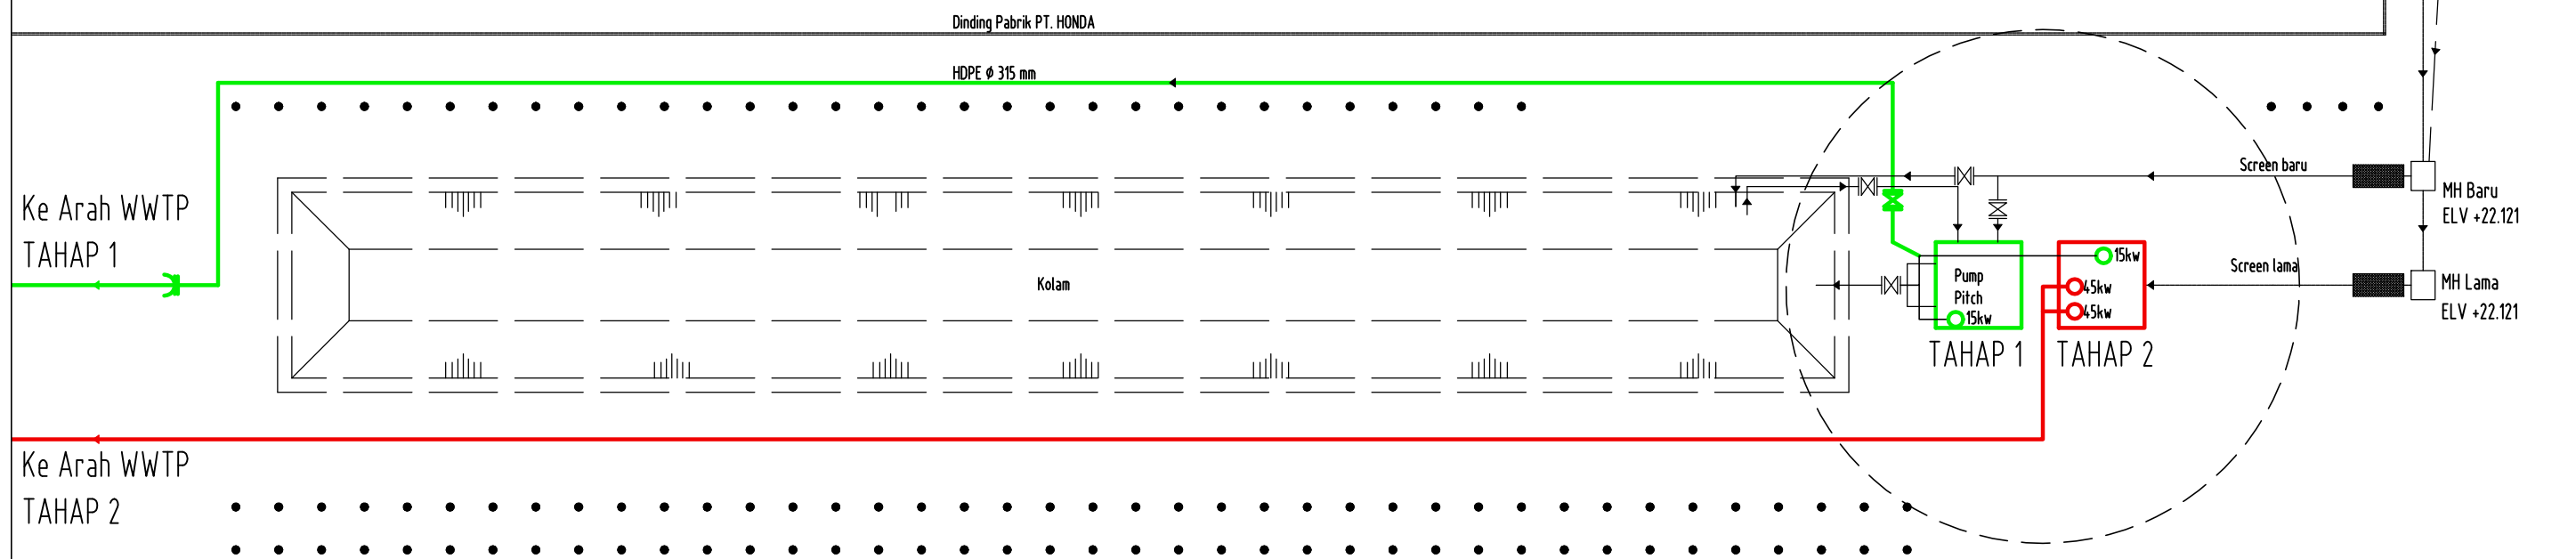 Dinding Pabrik PT. HONDA
HDPE ϕ 315 mm
Screen baru
MH Baru
ELV +22.121
Ke Arah WWTP
TAHAP 1
Kolam
Pump
Pitch
15kw
15kw
45kw
45kw
Screen lama
MH Lama
ELV +22.121
TAHAP 1
TAHAP 2
Ke Arah WWTP
TAHAP 2